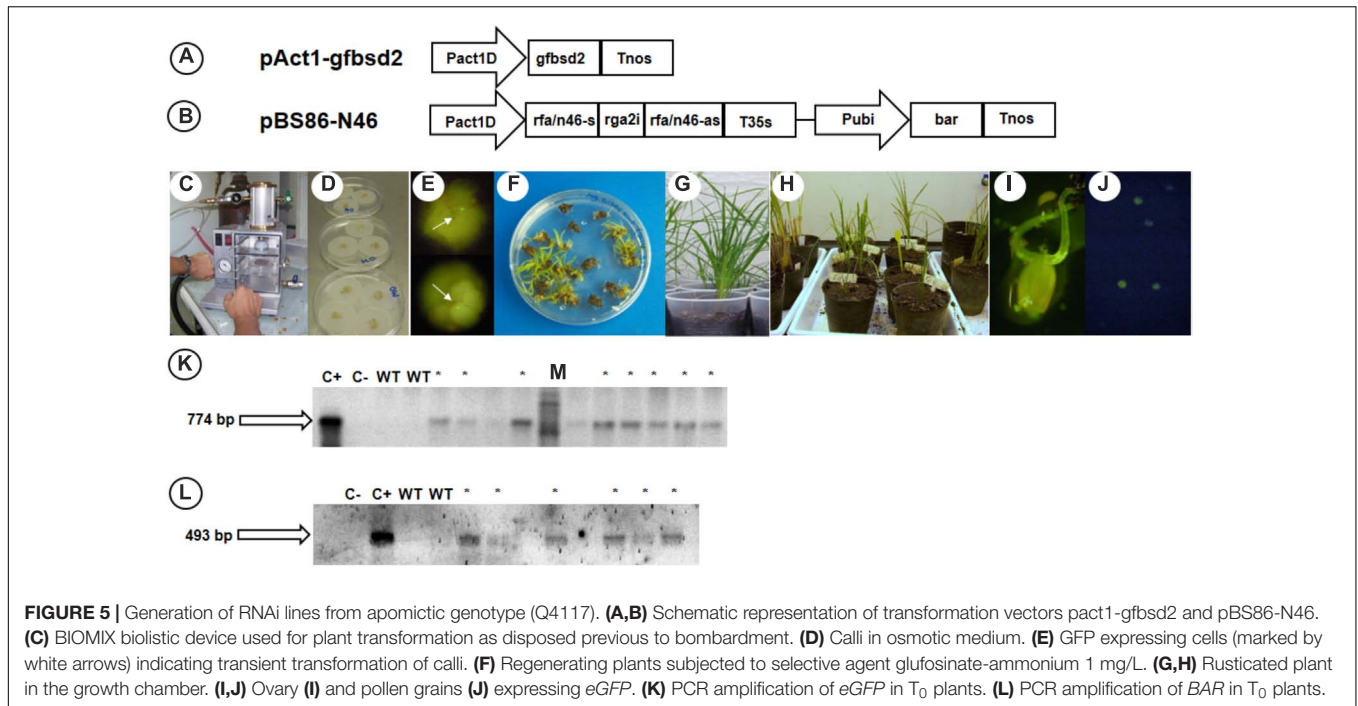 A pAct1-gfbsd2 Pact1D gfbsd2 Tnos
B pBS86-N46 Pact1D rfa/n46-s rga2i rfa/n46-as T35s Pubi bar Tnos
C D E F G H I J
K C+ C- WT WT * * * M * * * * *
774 bp
L C- C+ WT WT * * * * * *
493 bp
FIGURE 5 | Generation of RNAi lines from apomictic genotype (Q4117). (A,B) Schematic representation of transformation vectors pact1-gfbsd2 and pBS86-N46.
(C) BIOMIX biolistic device used for plant transformation as disposed previous to bombardment. (D) Calli in osmotic medium. (E) GFP expressing cells (marked by
white arrows) indicating transient transformation of calli. (F) Regenerating plants subjected to selective agent glufosinate-ammonium 1 mg/L. (G,H) Rusticated plant
in the growth chamber. (I,J) Ovary (I) and pollen grains (J) expressing eGFP. (K) PCR amplification of eGFP in T0 plants. (L) PCR amplification of BAR in T0 plants.